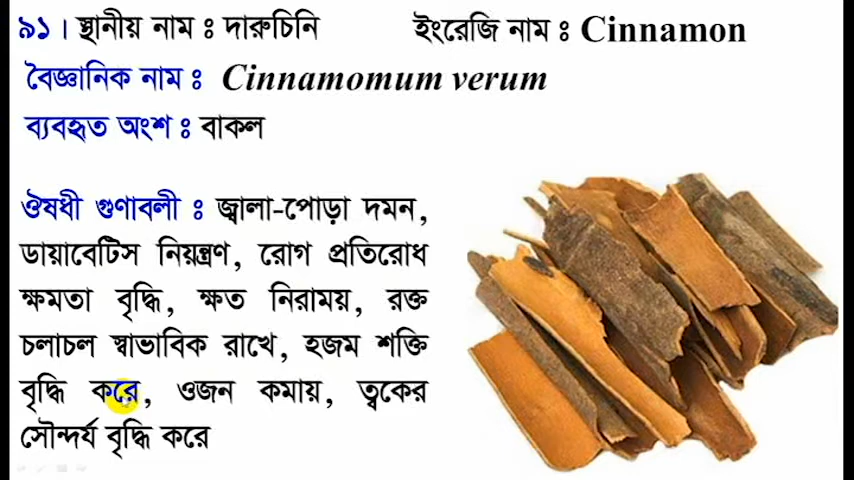 ৯১। স্থানীয় নাম ঃ দারুচিনি ইংরেজি নাম ঃ Cinnamon
বৈজ্ঞানিক নাম ঃ Cinnamomum verum
ব্যবহৃত অংশ ঃ বাকল
ঔষধী গুণাবলী ঃ জ্বালা-পোড়া দমন,
ডায়াবেটিস নিয়ন্ত্রণ, রোগ প্রতিরোধ
ক্ষমতা বৃদ্ধি, ক্ষত নিরাময়, রক্ত
চলাচল স্বাভাবিক রাখে, হজম শক্তি
বৃদ্ধি করে, ওজন কমায়, ত্বকের
সৌন্দর্য বৃদ্ধি করে